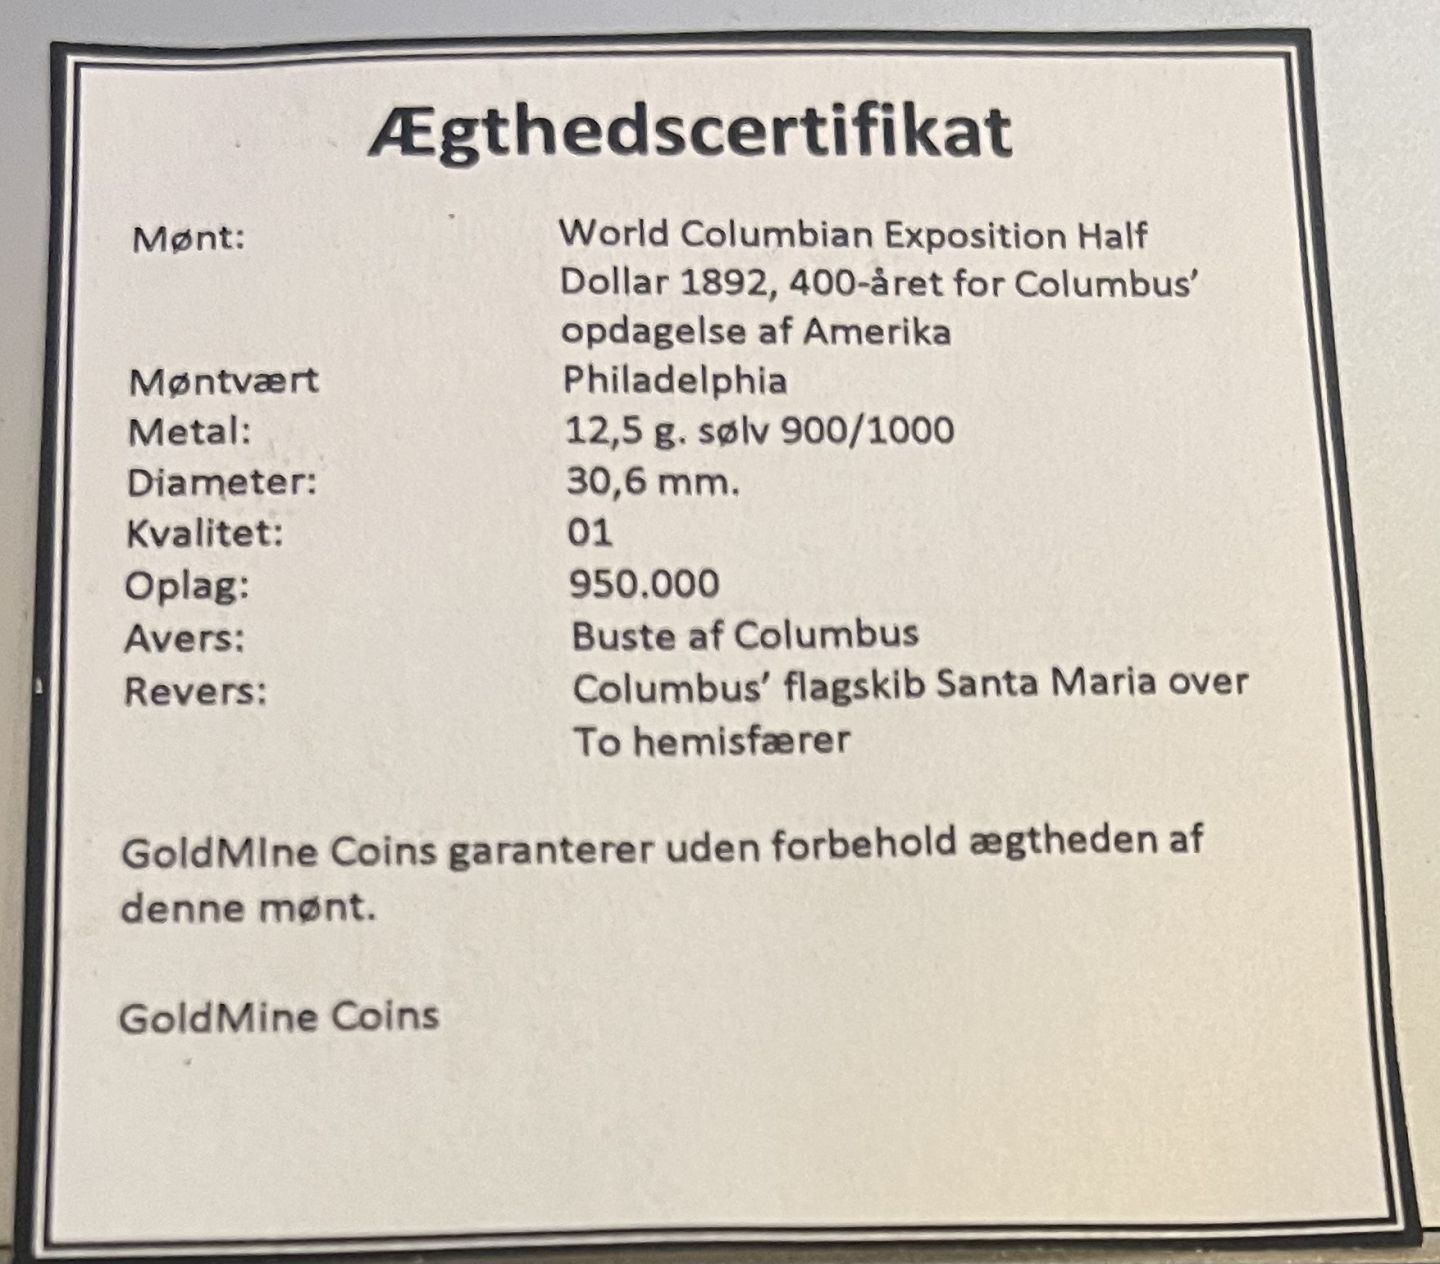 Ægthedscertifikat
Mønt: World Columbian Exposition Half
Dollar 1892, 400-året for Columbus’
opdagelse af Amerika
Møntvært Philadelphia
Metal: 12,5 g. sølv 900/1000
Diameter: 30,6 mm.
Kvalitet: 01
Oplag: 950.000
Avers: Buste af Columbus
Revers: Columbus’ flagskib Santa Maria over
To hemisfærer
GoldMIne Coins garanterer uden forbehold ægtheden af
denne mønt.
GoldMine Coins